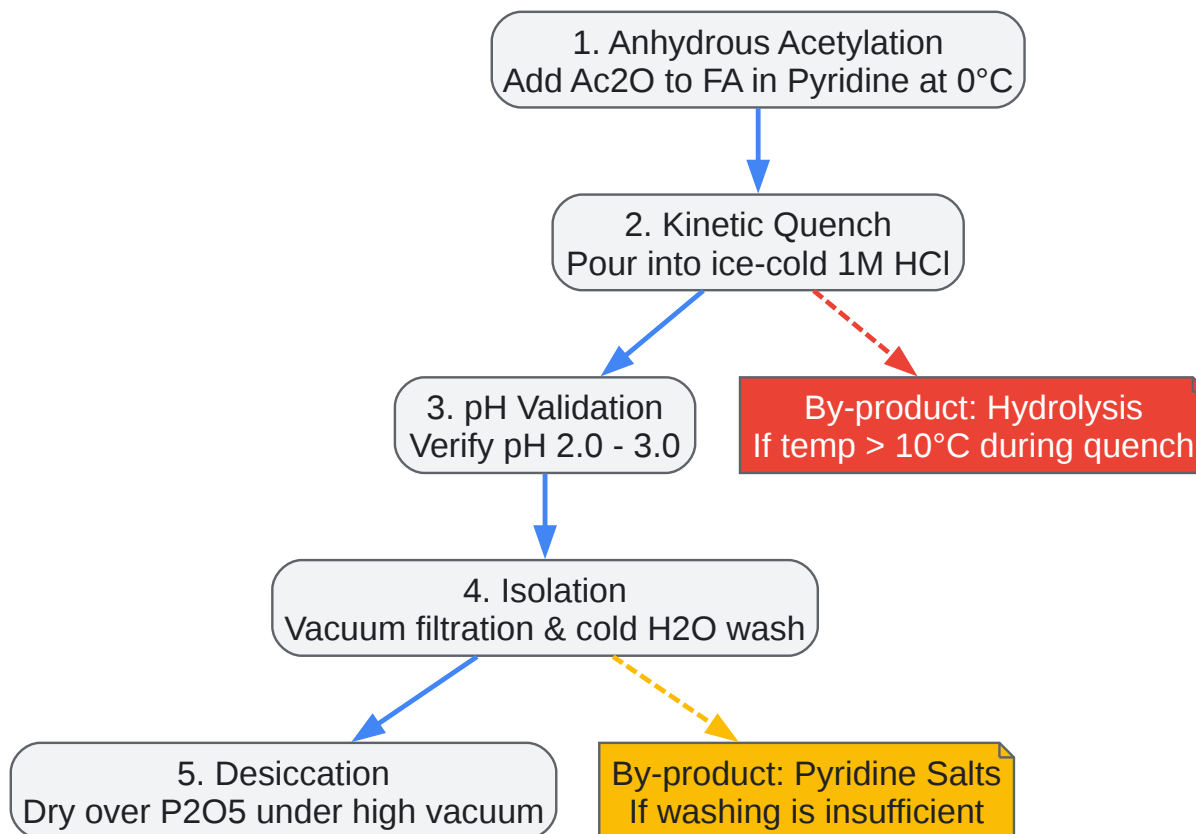 1. Anhydrous Acetylation
Add Ac2O to FA in Pyridine at 0°C
2. Kinetic Quench
Pour into ice-cold 1M HCl
3. pH Validation
Verify pH 2.0 - 3.0
By-product: Hydrolysis
If temp > 10°C during quench
4. Isolation
Vacuum filtration & cold H2O wash
5. Desiccation
Dry over P2O5 under high vacuum
By-product: Pyridine Salts
If washing is insufficient